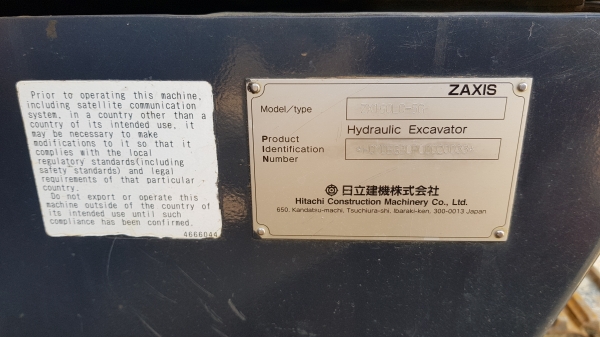 Prior to operating this machine,
including satellite communication
system, in a country other than a
country of its intended use, it
may be necessary to make
modifications to it so that it
complies with the local
regulatory standards(including
safety standards) and legal
requirements of that particular
country.
Do not export or operate this
machine outside of the country of
its intended use until such
compliance has been confirmed.
4666044
ZAXIS
Model/type
Hydraulic Excavator
Product
Identification
Number
日立建機株式会社
Hitachi Construction Machinery Co., Ltd.
650, Kandatsu-machi, Tsuchiura-shi, Ibaraki-ken, 300-0013 Japan